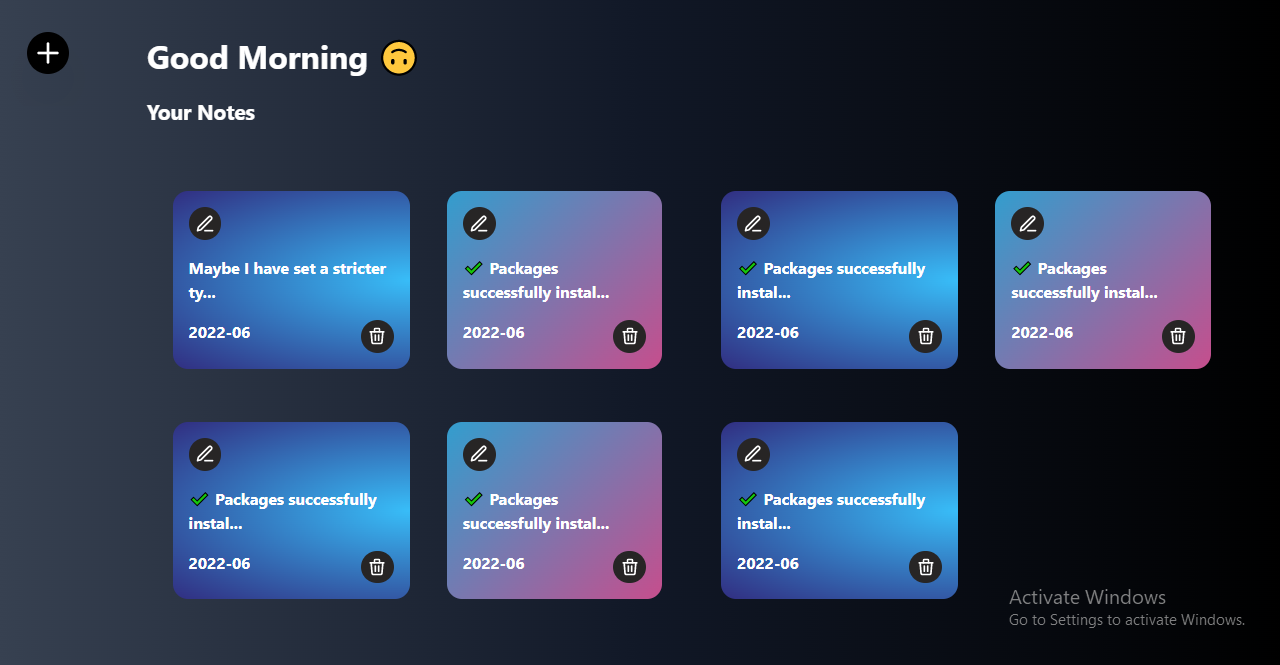 Good Morning 🙃
Your Notes
Maybe I have set a stricter
ty...
2022-06
✔ Packages
successfully instal...
2022-06
✔ Packages successfully
instal...
2022-06
✔ Packages
successfully instal...
2022-06
✔ Packages successfully
instal...
2022-06
✔ Packages
successfully instal...
2022-06
✔ Packages successfully
instal...
2022-06
Activate Windows
Go to Settings to activate Windows.